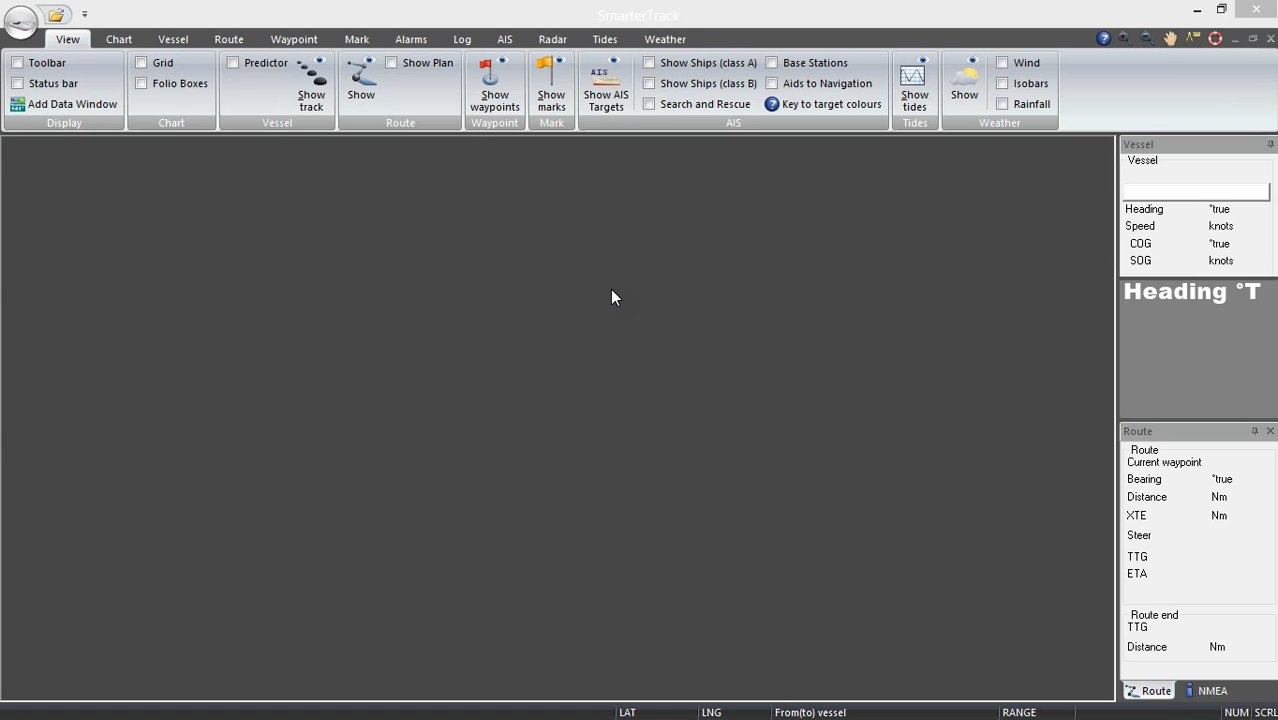 SmarterTrack
View Chart Vessel Route Waypoint Mark Alarms Log AIS Radar Tides Weather
Toolbar
Status bar
Add Data Window
Display
Grid
Folio Boxes
Chart
Predictor
Show
track
Vessel
Show
Show Plan
Route
Show
waypoints
Waypoint
Show
marks
Mark
AIS
Show AIS
Targets
Show Ships (class A)
Show Ships (class B)
Search and Rescue
Base Stations
Aids to Navigation
Key to target colours
AIS
Show
tides
Tides
Show
Wind
Isobars
Rainfall
Weather
Vessel
Vessel
Heading °true
Speed knots
COG °true
SOG knots
Heading °T
Route
Route
Current waypoint
Bearing °true
Distance Nm
XTE Nm
Steer
TTG
ETA
Route end
TTG
Distance Nm
Route NMEA
LAT LNG From(to) vessel RANGE NUM SCRL